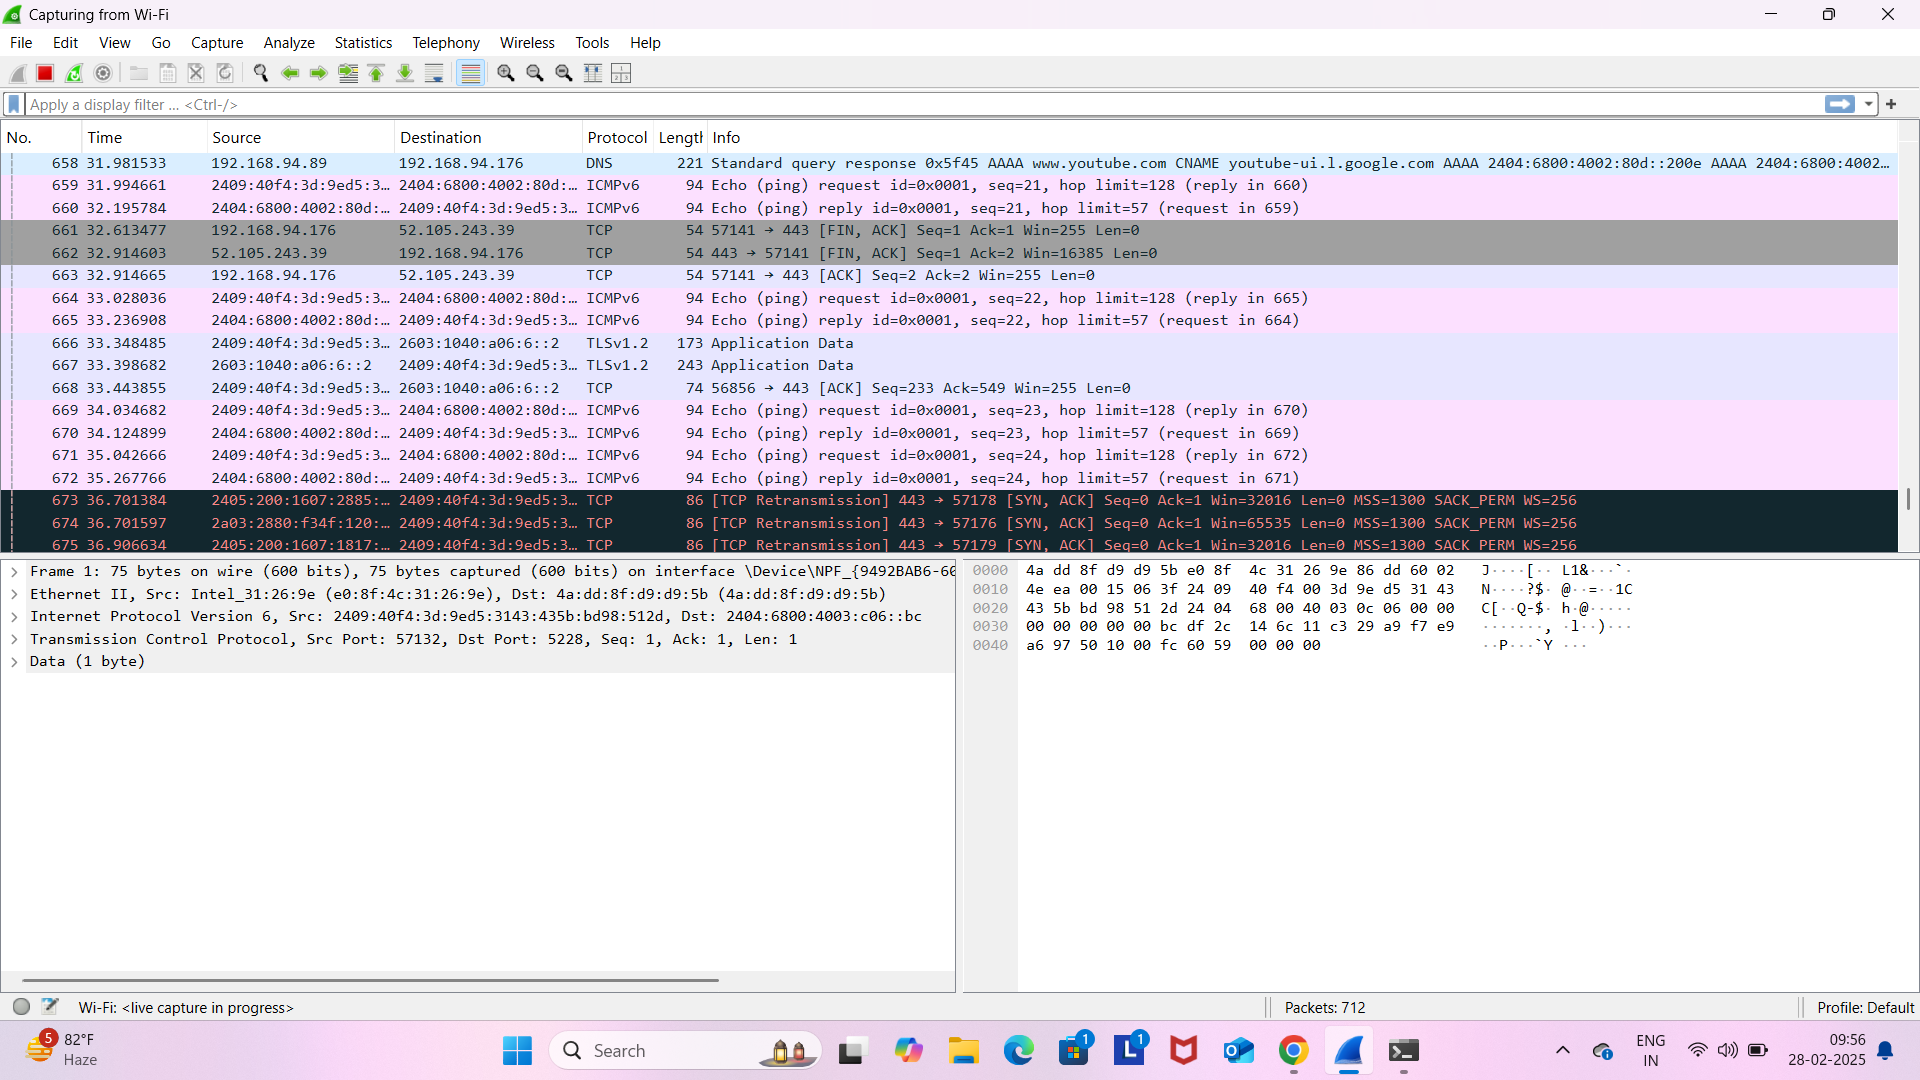 Capturing from Wi-Fi
File Edit View Go Capture Analyze Statistics Telephony Wireless Tools Help
Apply a display filter … <Ctrl-/>
No. Time Source Destination Protocol Length Info
658 31.981533 192.168.94.89 192.168.94.176 DNS 221 Standard query response 0x5f45 AAAA www.youtube.com CNAME youtube-ui.l.google.com AAAA 2404:6800:4002:80d::200e AAAA 2404:6800:4002…
659 31.994661 2409:40f4:3d:9ed5:3… 2404:6800:4002:80d:… ICMPv6 94 Echo (ping) request id=0x0001, seq=21, hop limit=128 (reply in 660)
660 32.195784 2404:6800:4002:80d:… 2409:40f4:3d:9ed5:3… ICMPv6 94 Echo (ping) reply id=0x0001, seq=21, hop limit=57 (request in 659)
661 32.613477 192.168.94.176 52.105.243.39 TCP 54 57141 → 443 [FIN, ACK] Seq=1 Ack=1 Win=255 Len=0
662 32.914603 52.105.243.39 192.168.94.176 TCP 54 443 → 57141 [FIN, ACK] Seq=1 Ack=2 Win=16385 Len=0
663 32.914665 192.168.94.176 52.105.243.39 TCP 54 57141 → 443 [ACK] Seq=2 Ack=2 Win=255 Len=0
664 33.028036 2409:40f4:3d:9ed5:3… 2404:6800:4002:80d:… ICMPv6 94 Echo (ping) request id=0x0001, seq=22, hop limit=128 (reply in 665)
665 33.236908 2404:6800:4002:80d:… 2409:40f4:3d:9ed5:3… ICMPv6 94 Echo (ping) reply id=0x0001, seq=22, hop limit=57 (request in 664)
666 33.348485 2409:40f4:3d:9ed5:3… 2603:1040:a06:6::2 TLSv1.2 173 Application Data
667 33.398682 2603:1040:a06:6::2 2409:40f4:3d:9ed5:3… TLSv1.2 243 Application Data
668 33.443855 2409:40f4:3d:9ed5:3… 2603:1040:a06:6::2 TCP 74 56856 → 443 [ACK] Seq=233 Ack=549 Win=255 Len=0
669 34.034682 2409:40f4:3d:9ed5:3… 2404:6800:4002:80d:… ICMPv6 94 Echo (ping) request id=0x0001, seq=23, hop limit=128 (reply in 670)
670 34.124899 2404:6800:4002:80d:… 2409:40f4:3d:9ed5:3… ICMPv6 94 Echo (ping) reply id=0x0001, seq=23, hop limit=57 (request in 669)
671 35.042666 2409:40f4:3d:9ed5:3… 2404:6800:4002:80d:… ICMPv6 94 Echo (ping) request id=0x0001, seq=24, hop limit=128 (reply in 672)
672 35.267766 2404:6800:4002:80d:… 2409:40f4:3d:9ed5:3… ICMPv6 94 Echo (ping) reply id=0x0001, seq=24, hop limit=57 (request in 671)
673 36.701384 2405:200:1607:2885:… 2409:40f4:3d:9ed5:3… TCP 86 [TCP Retransmission] 443 → 57178 [SYN, ACK] Seq=0 Ack=1 Win=32016 Len=0 MSS=1300 SACK_PERM WS=256
674 36.701597 2a03:2880:f34f:120:… 2409:40f4:3d:9ed5:3… TCP 86 [TCP Retransmission] 443 → 57176 [SYN, ACK] Seq=0 Ack=1 Win=65535 Len=0 MSS=1300 SACK_PERM WS=256
675 36.906634 2405:200:1607:1817:… 2409:40f4:3d:9ed5:3… TCP 86 [TCP Retransmission] 443 → 57179 [SYN, ACK] Seq=0 Ack=1 Win=32016 Len=0 MSS=1300 SACK_PERM WS=256
Frame 1: 75 bytes on wire (600 bits), 75 bytes captured (600 bits) on interface \Device\NPF_{9492BAB6-60
Ethernet II, Src: Intel_31:26:9e (e0:8f:4c:31:26:9e), Dst: 4a:dd:8f:d9:d9:5b (4a:dd:8f:d9:d9:5b)
Internet Protocol Version 6, Src: 2409:40f4:3d:9ed5:3143:435b:bd98:512d, Dst: 2404:6800:4003:c06::bc
Transmission Control Protocol, Src Port: 57132, Dst Port: 5228, Seq: 1, Ack: 1, Len: 1
Data (1 byte)
0000 4a dd 8f d9 d9 5b e0 8f 4c 31 26 9e 86 dd 60 02 J····[·· L1&···`·
0010 4e ea 00 15 06 3f 24 09 40 f4 00 3d 9e d5 31 43 N····?$· @··=··1C
0020 43 5b bd 98 51 2d 24 04 68 00 40 03 0c 06 00 00 C[··Q-$· h·@·····
0030 00 00 00 00 00 bc df 2c 14 6c 11 c3 29 a9 f7 e9 ·······, ·l··)···
0040 a6 97 50 10 00 fc 60 59 00 00 00 ··P···`Y ···
Wi-Fi: <live capture in progress> Packets: 712 Profile: Default
5
82°F
Haze
Search
1
1
ENG
IN
09:56
28-02-2025